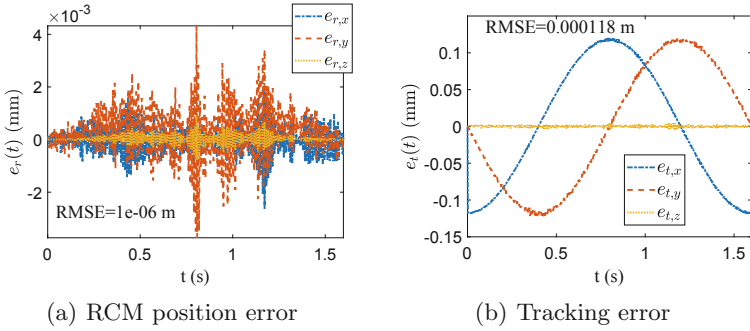 ×10⁻³
4
2
0
-2
e_r(t) (mm)
e_{r,x}
e_{r,y}
e_{r,z}
RMSE=1e-06 m
0 0.5 1 1.5
t (s)
(a) RCM position error
RMSE=0.000118 m
0.1
0.05
0
-0.05
-0.1
-0.15
e_t(t) (mm)
e_{t,x}
e_{t,y}
e_{t,z}
0 0.5 1 1.5
t (s)
(b) Tracking error